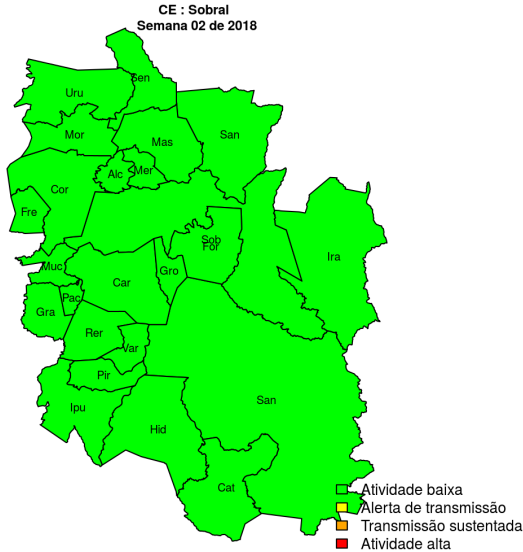 CE : Sobral
Semana 02 de 2018
Sen
Uru
Mor
Mas
San
Alc
Mer
Cor
Fre
Sob
For
Ira
Muc
Gro
Car
Pac
Gra
Rer
Var
Pir
San
Ipu
Hid
Cat
Atividade baixa
Alerta de transmissão
Transmissão sustentada
Atividade alta